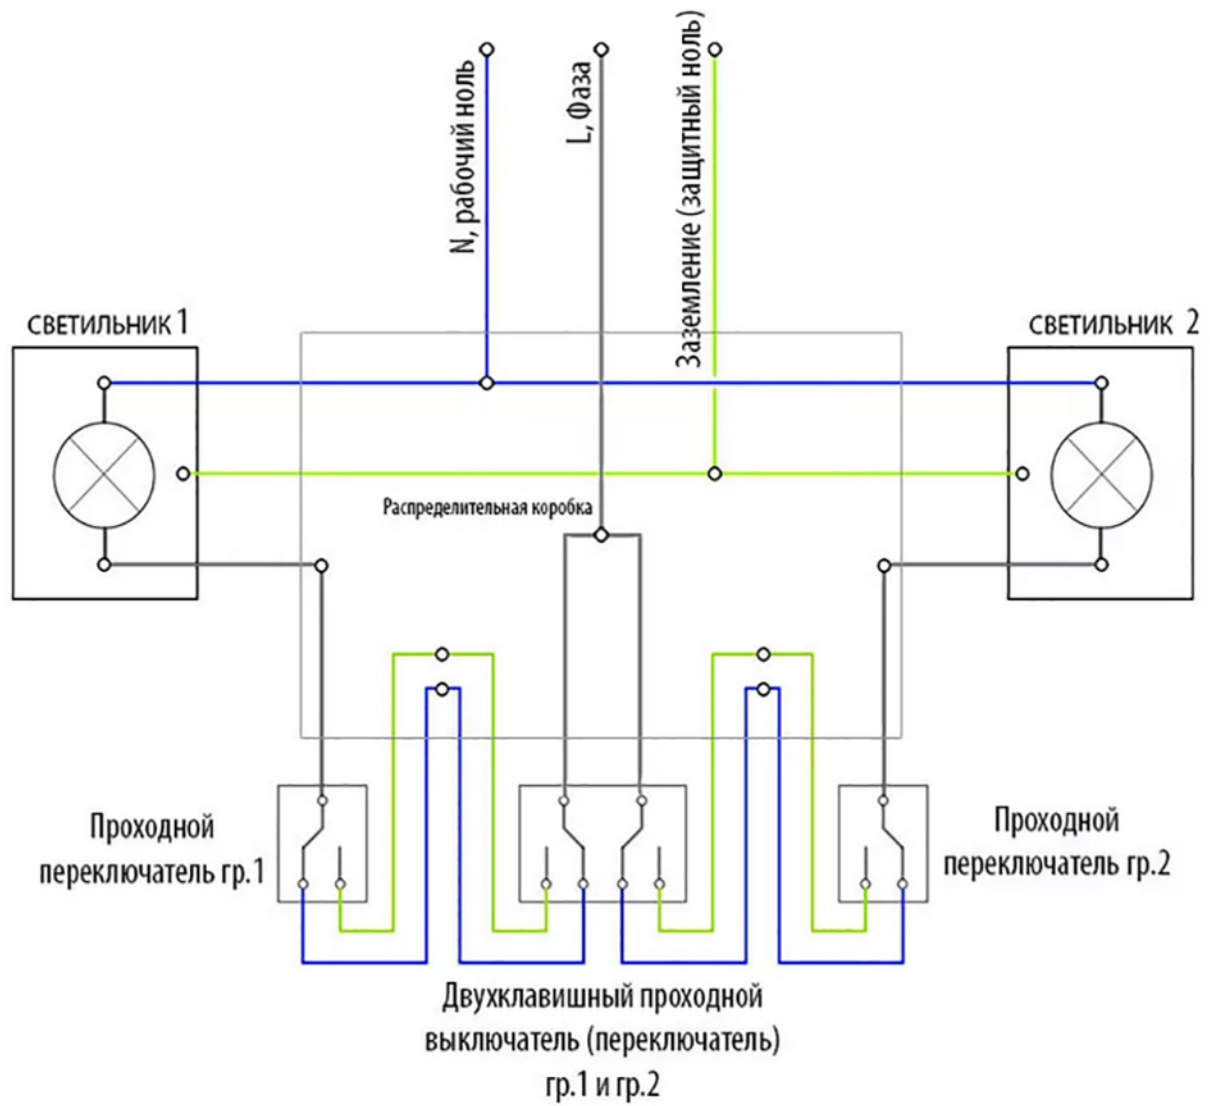 N, рабочий ноль
L, Фаза
Заземление (защитный ноль)
СВЕТИЛЬНИК 1
СВЕТИЛЬНИК 2
Распределительная коробка
Проходной
переключатель гр.1
Проходной
переключатель гр.2
Двухклавишный проходной
выключатель (переключатель)
гр.1 и гр.2